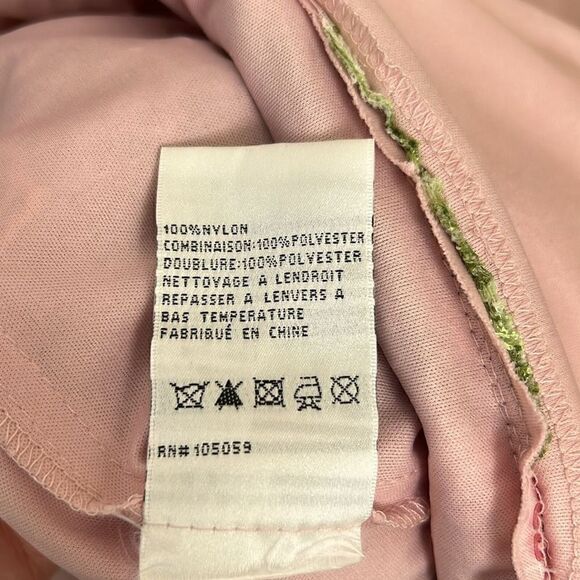 100%NYLON
COMBINAISON:100%POLYESTER
DOUBLURE:100%POLYESTER
NETTOYAGE A LENDROIT
REPASSER A LENVERS A
BAS TEMPERATURE
FABRIQUÉ EN CHINE
RN# 105059